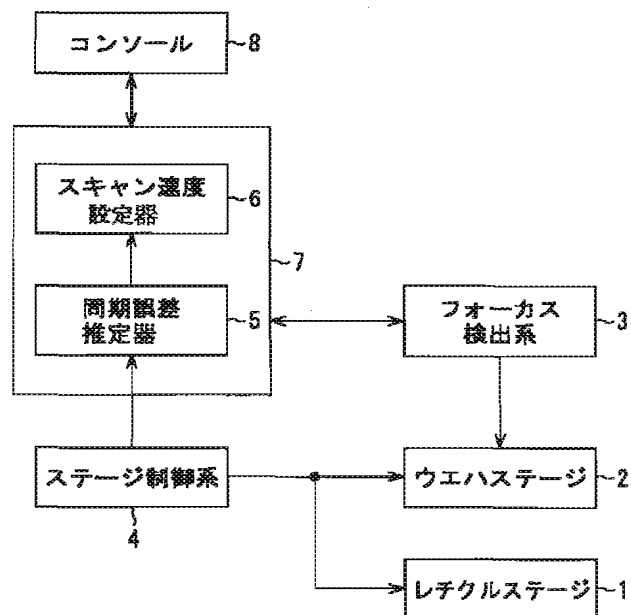 コンソール
8
スキャン速度
設定器
6
7
同期誤差
推定器
5
フォーカス
検出系
3
ステージ制御系
4
ウエハステージ
2
レチクルステージ
1